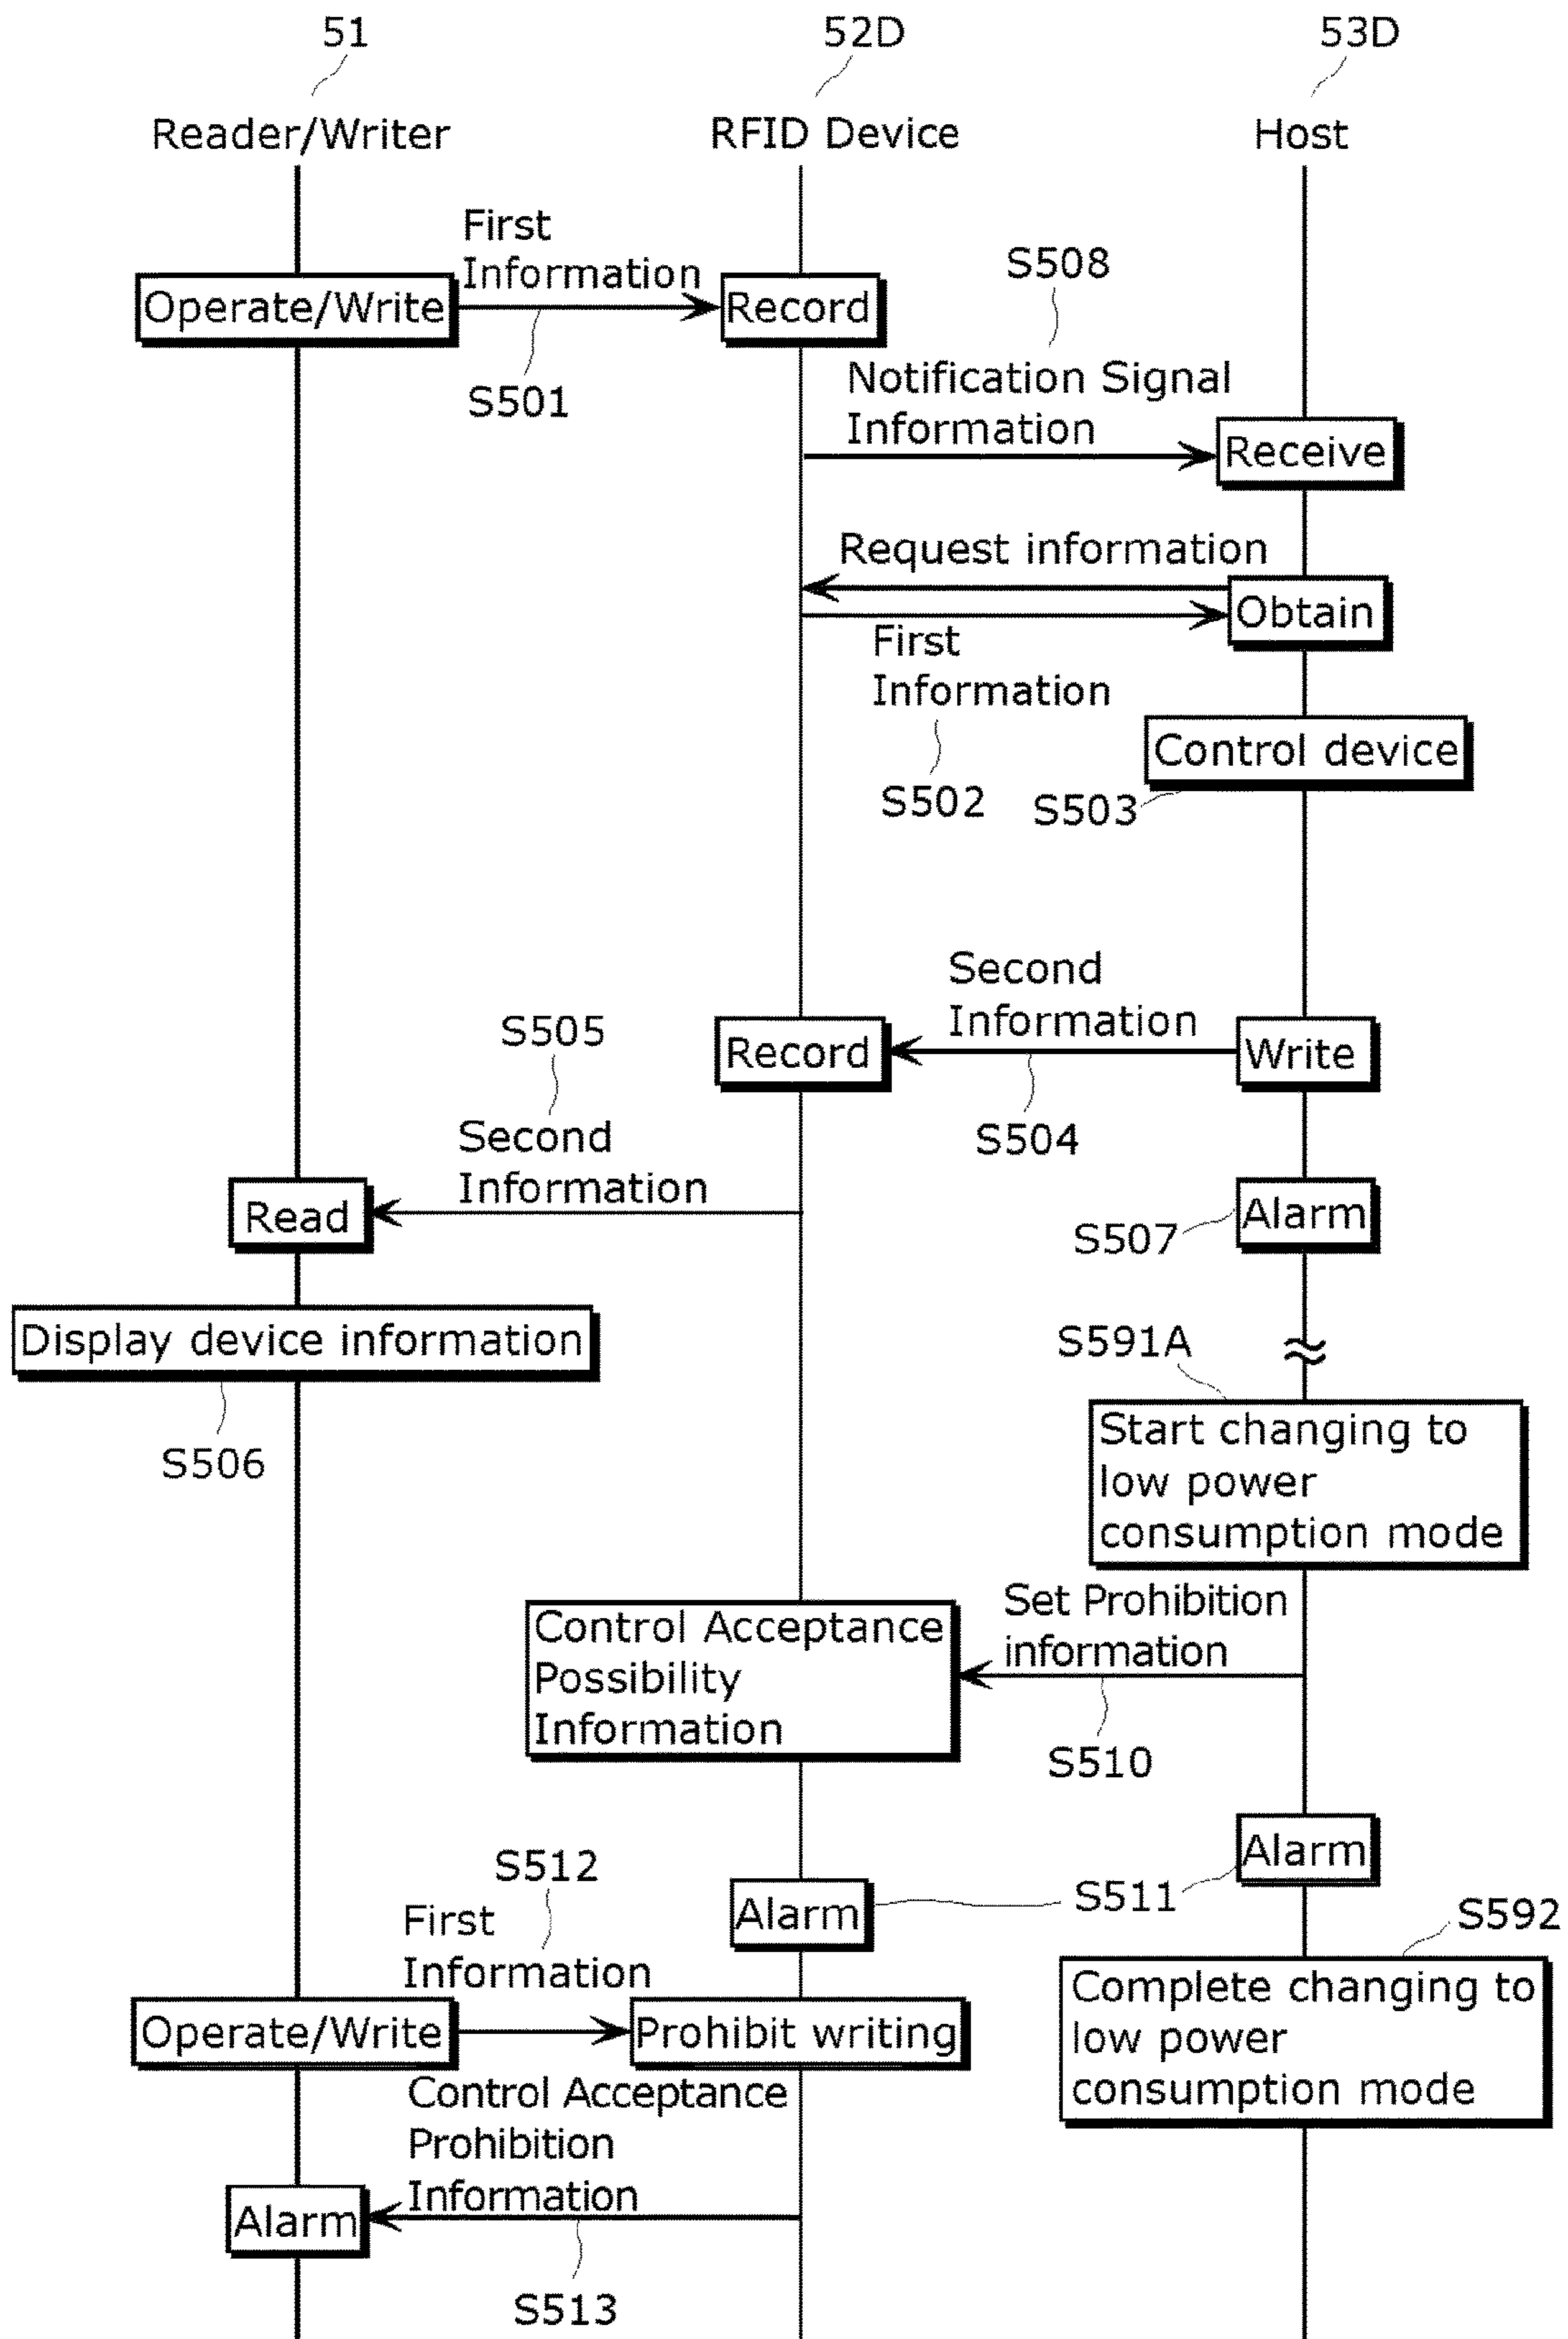 51
52D
53D
Reader/Writer
RFID Device
Host
First
Information
Operate/Write
Record
S501
S508
Notification Signal
Information
Receive
Request information
Obtain
First
Information
S502
Control device
S503
Second
Information
Record
Write
S504
S505
Second
Information
Read
Alarm
S507
Display device information
S506
S591A
Start changing to
low power
consumption mode
Set Prohibition
information
Control Acceptance
Possibility
Information
S510
Alarm
Alarm
S511
S512
First
Information
S592
Operate/Write
Prohibit writing
Complete changing to
low power
consumption mode
Control Acceptance
Prohibition
Information
Alarm
S513